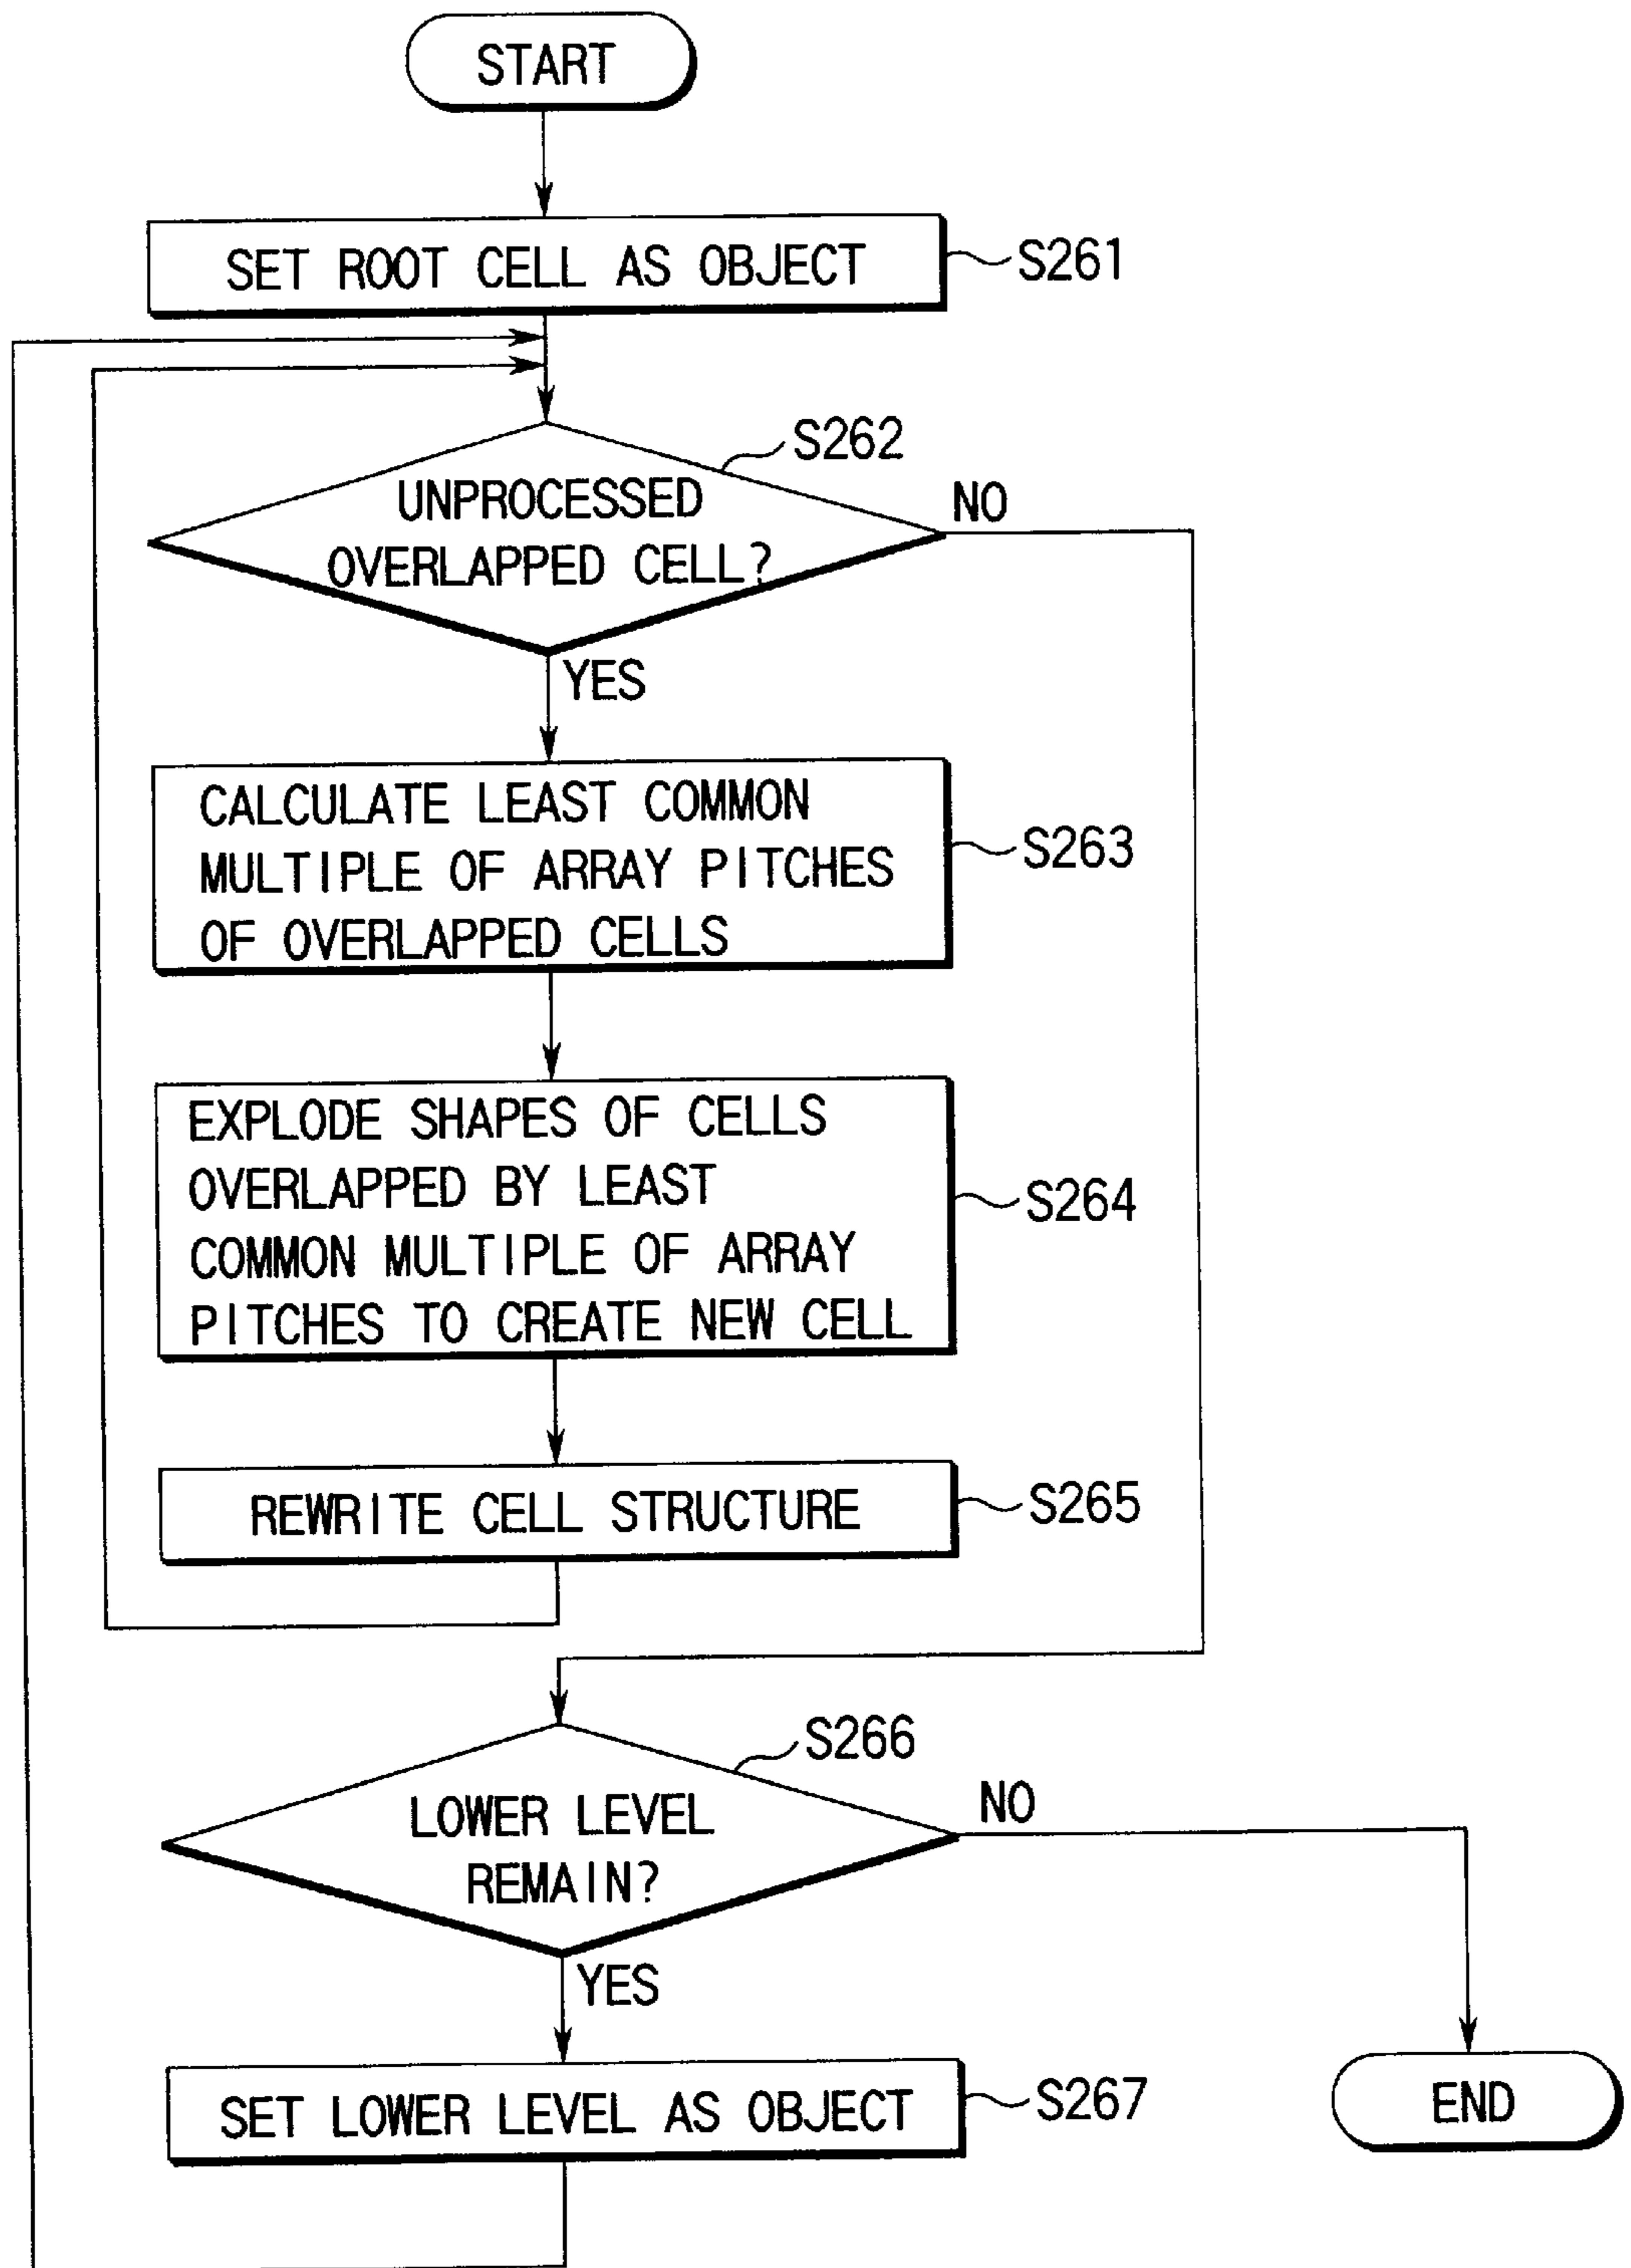 START
SET ROOT CELL AS OBJECT
S261
S262
UNPROCESSED
OVERLAPPED CELL?
NO
YES
CALCULATE LEAST COMMON
MULTIPLE OF ARRAY PITCHES
OF OVERLAPPED CELLS
S263
EXPLODE SHAPES OF CELLS
OVERLAPPED BY LEAST
COMMON MULTIPLE OF ARRAY
PITCHES TO CREATE NEW CELL
S264
REWRITE CELL STRUCTURE
S265
S266
LOWER LEVEL
REMAIN?
NO
YES
SET LOWER LEVEL AS OBJECT
S267
END